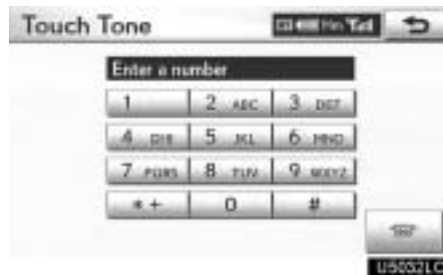 Touch Tone
Enter a number
1 2 ABC 3 DEF
4 GHI 5 JKL 6 MNO
7 PQRS 8 TUV 9 WXYZ
* + 0 #
U5032LC